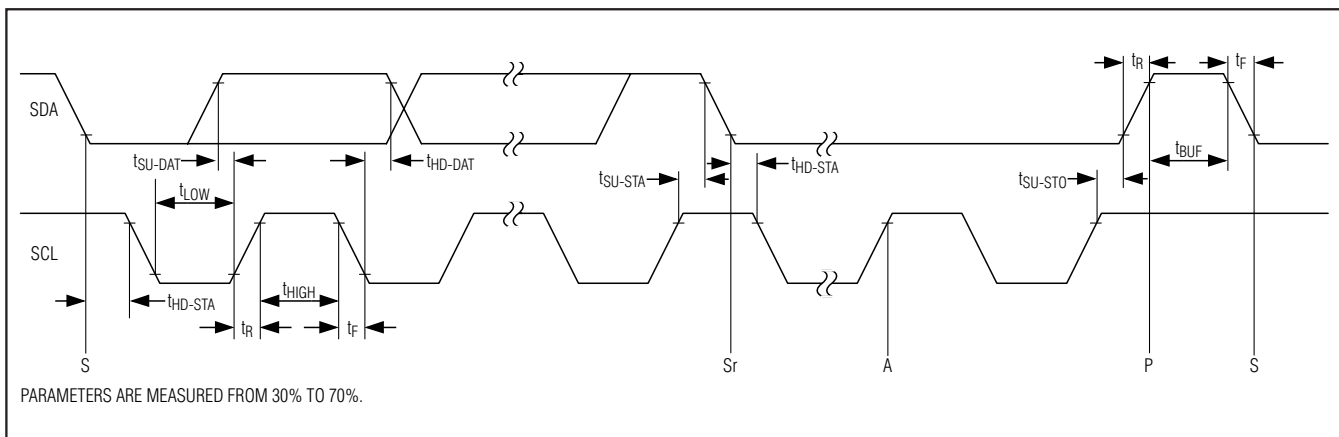 tR
tF
SDA
tSU-DAT
tHD-DAT
tHD-STA
tBUF
tSU-STA
tSU-STO
tLOW
SCL
tHIGH
tHD-STA
tR
tF
S
Sr
A
P
S
PARAMETERS ARE MEASURED FROM 30% TO 70%.